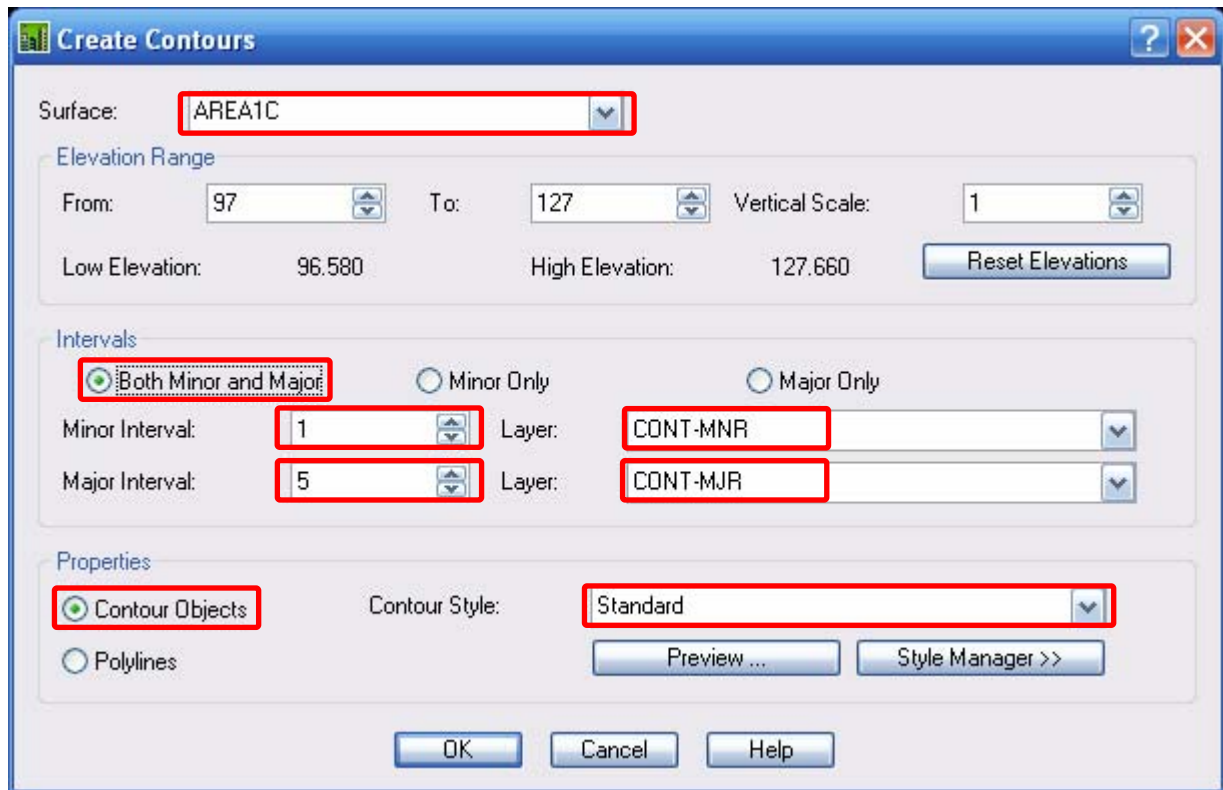 Create Contours
Surface: AREA1C
Elevation Range
From: 97 To: 127 Vertical Scale: 1
Low Elevation: 96.580 High Elevation: 127.660 Reset Elevations
Intervals
Both Minor and Major Minor Only Major Only
Minor Interval: 1 Layer: CONT-MNR
Major Interval: 5 Layer: CONT-MJR
Properties
Contour Objects Contour Style: Standard
Polylines Preview ... Style Manager >>
OK Cancel Help